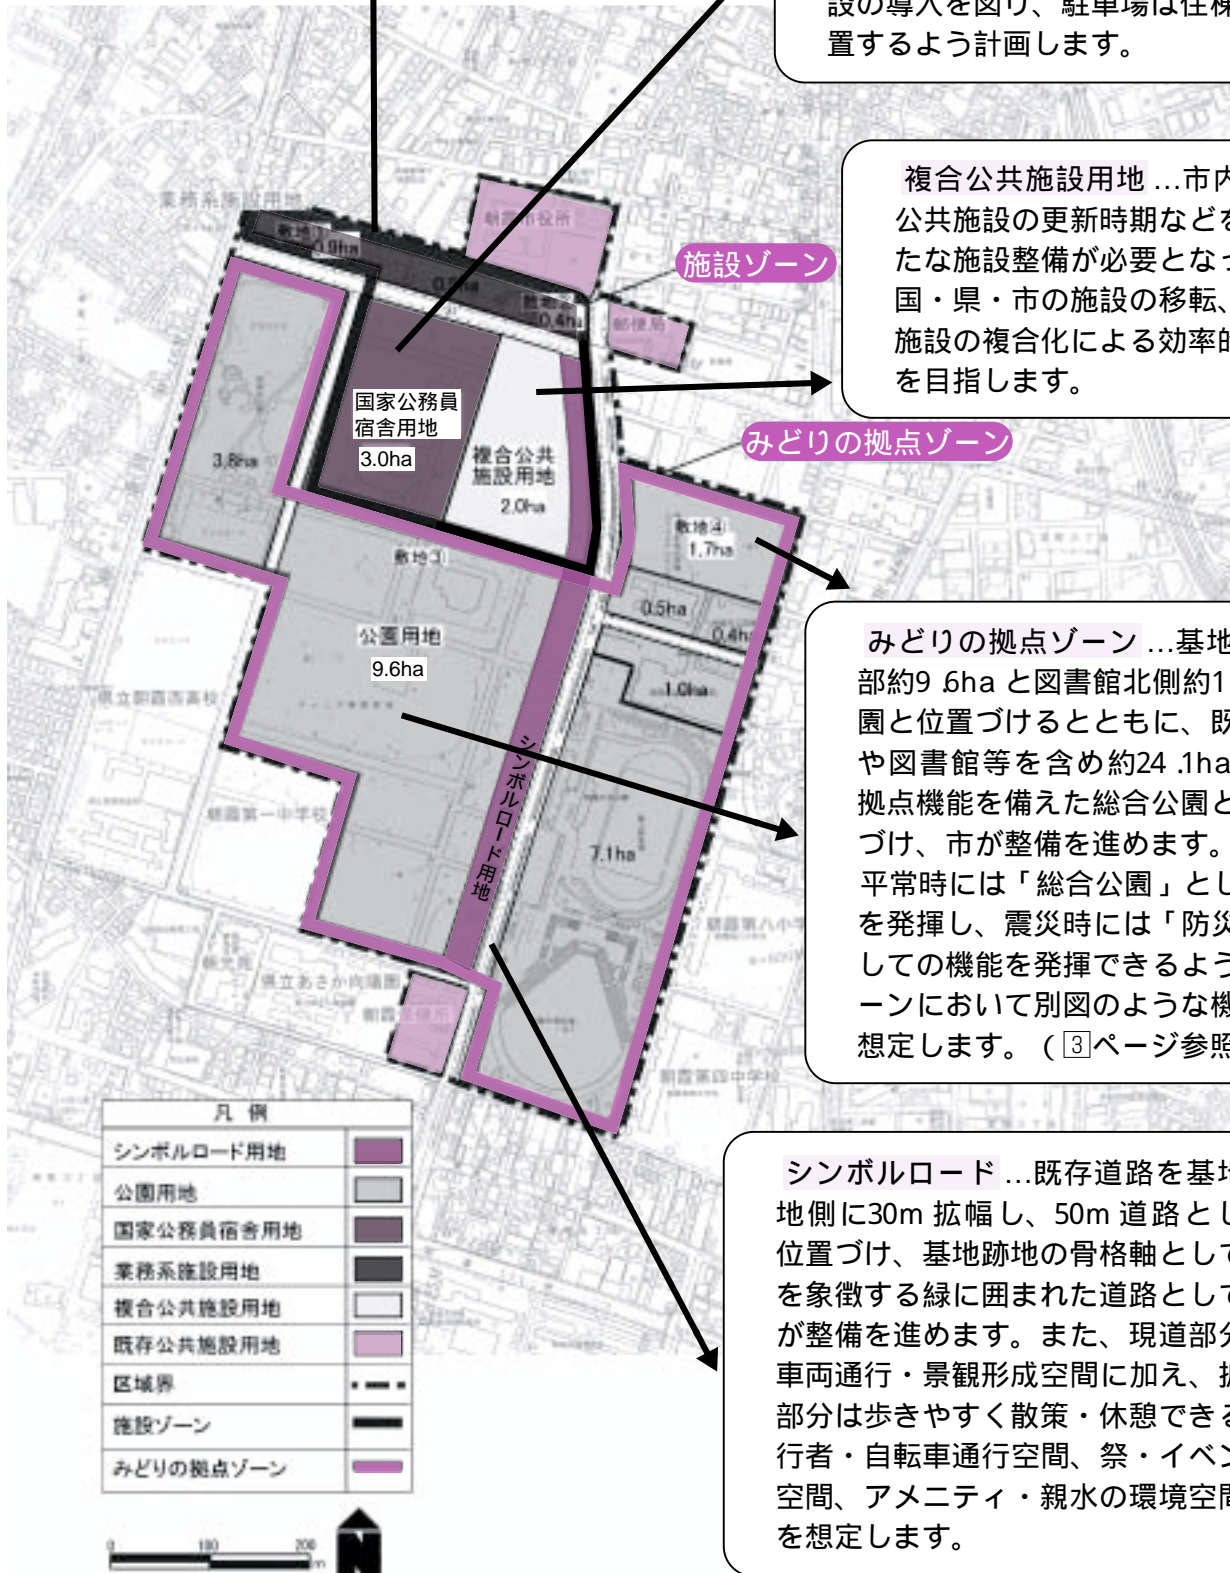 設の導入を図り、駐車場は住棟
置するよう計画します。
複合公共施設用地 …市内
公共施設の更新時期などを
たな施設整備が必要となっ
国・県・市の施設の移転、
施設の複合化による効率的
を目指します。
業務系施設用地
朝霞市役所
0.9ha
施設ゾーン
0.4ha
郵便局
国家公務員
宿舎用地
3.0ha
複合公共
施設用地
2.0ha
3.8ha
みどりの拠点ゾーン
敷地④
1.7ha
敷地③
0.5ha
0.4ha
公園用地
9.6ha
1.0ha
県立朝霞西高校
シンボルロード用地
朝霞第一中学校
7.1ha
朝霞第八小学
県立あさか向陽園
朝霞第四中学校
みどりの拠点ゾーン …基地
部約9.6ha と図書館北側約1
園と位置づけるとともに、既
や図書館等を含め約24.1ha
拠点機能を備えた総合公園と
づけ、市が整備を進めます。
平常時には「総合公園」とし
を発揮し、震災時には「防災
しての機能を発揮できるよう
ーンにおいて別図のような機
想定します。（3ページ参照
シンボルロード …既存道路を基地
地側に30m 拡幅し、50m 道路とし
位置づけ、基地跡地の骨格軸として
を象徴する緑に囲まれた道路として
が整備を進めます。また、現道部分
車両通行・景観形成空間に加え、拡
部分は歩きやすく散策・休憩できる
行者・自転車通行空間、祭・イベン
空間、アメニティ・親水の環境空間
を想定します。
凡 例
シンボルロード用地
公園用地
国家公務員宿舎用地
業務系施設用地
複合公共施設用地
既存公共施設用地
区域界
施設ゾーン
みどりの拠点ゾーン
0 100 200
m
N